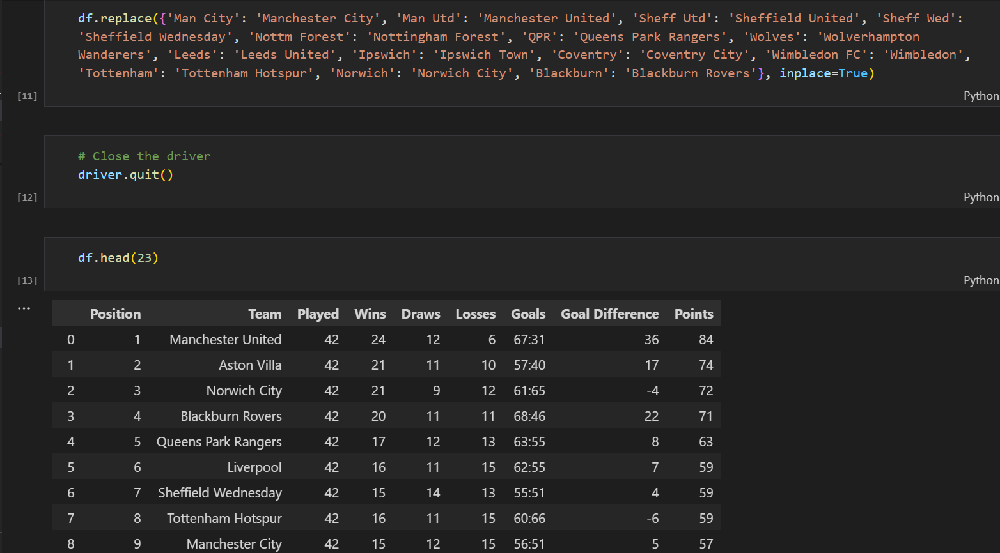 df.replace({'Man City': 'Manchester City', 'Man Utd': 'Manchester United', 'Sheff Utd': 'Sheffield United', 'Sheff Wed':
'Sheffield Wednesday', 'Nottm Forest': 'Nottingham Forest', 'QPR': 'Queens Park Rangers', 'Wolves': 'Wolverhampton
Wanderers', 'Leeds': 'Leeds United', 'Ipswich': 'Ipswich Town', 'Coventry': 'Coventry City', 'Wimbledon FC': 'Wimbledon',
'Tottenham': 'Tottenham Hotspur', 'Norwich': 'Norwich City', 'Blackburn': 'Blackburn Rovers'}, inplace=True)
[11] Python
# Close the driver
driver.quit()
[12] Python
df.head(23)
[13] Python
...
Position Team Played Wins Draws Losses Goals Goal Difference Points
0 1 Manchester United 42 24 12 6 67:31 36 84
1 2 Aston Villa 42 21 11 10 57:40 17 74
2 3 Norwich City 42 21 9 12 61:65 -4 72
3 4 Blackburn Rovers 42 20 11 11 68:46 22 71
4 5 Queens Park Rangers 42 17 12 13 63:55 8 63
5 6 Liverpool 42 16 11 15 62:55 7 59
6 7 Sheffield Wednesday 42 15 14 13 55:51 4 59
7 8 Tottenham Hotspur 42 16 11 15 60:66 -6 59
8 9 Manchester City 42 15 12 15 56:51 5 57